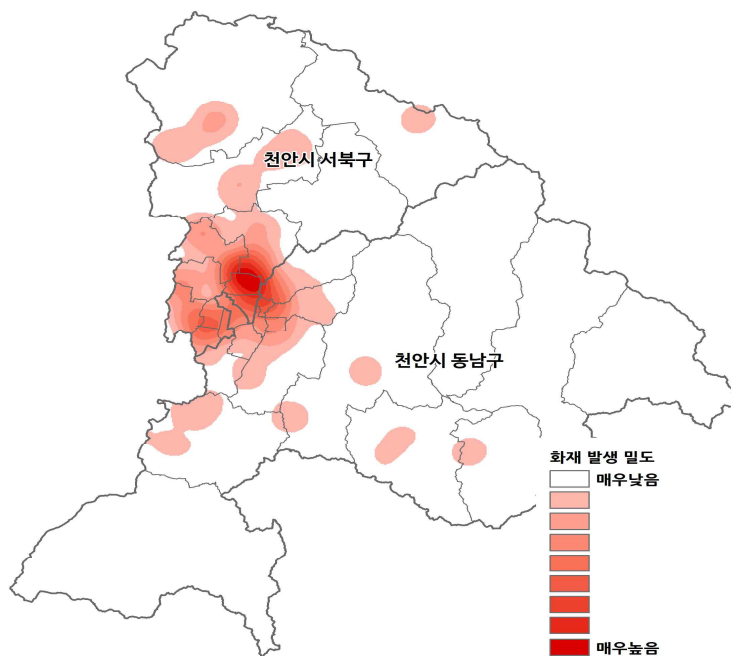 천안시 서북구
천안시 동남구
화재 발생 밀도
매우낮음
매우높음